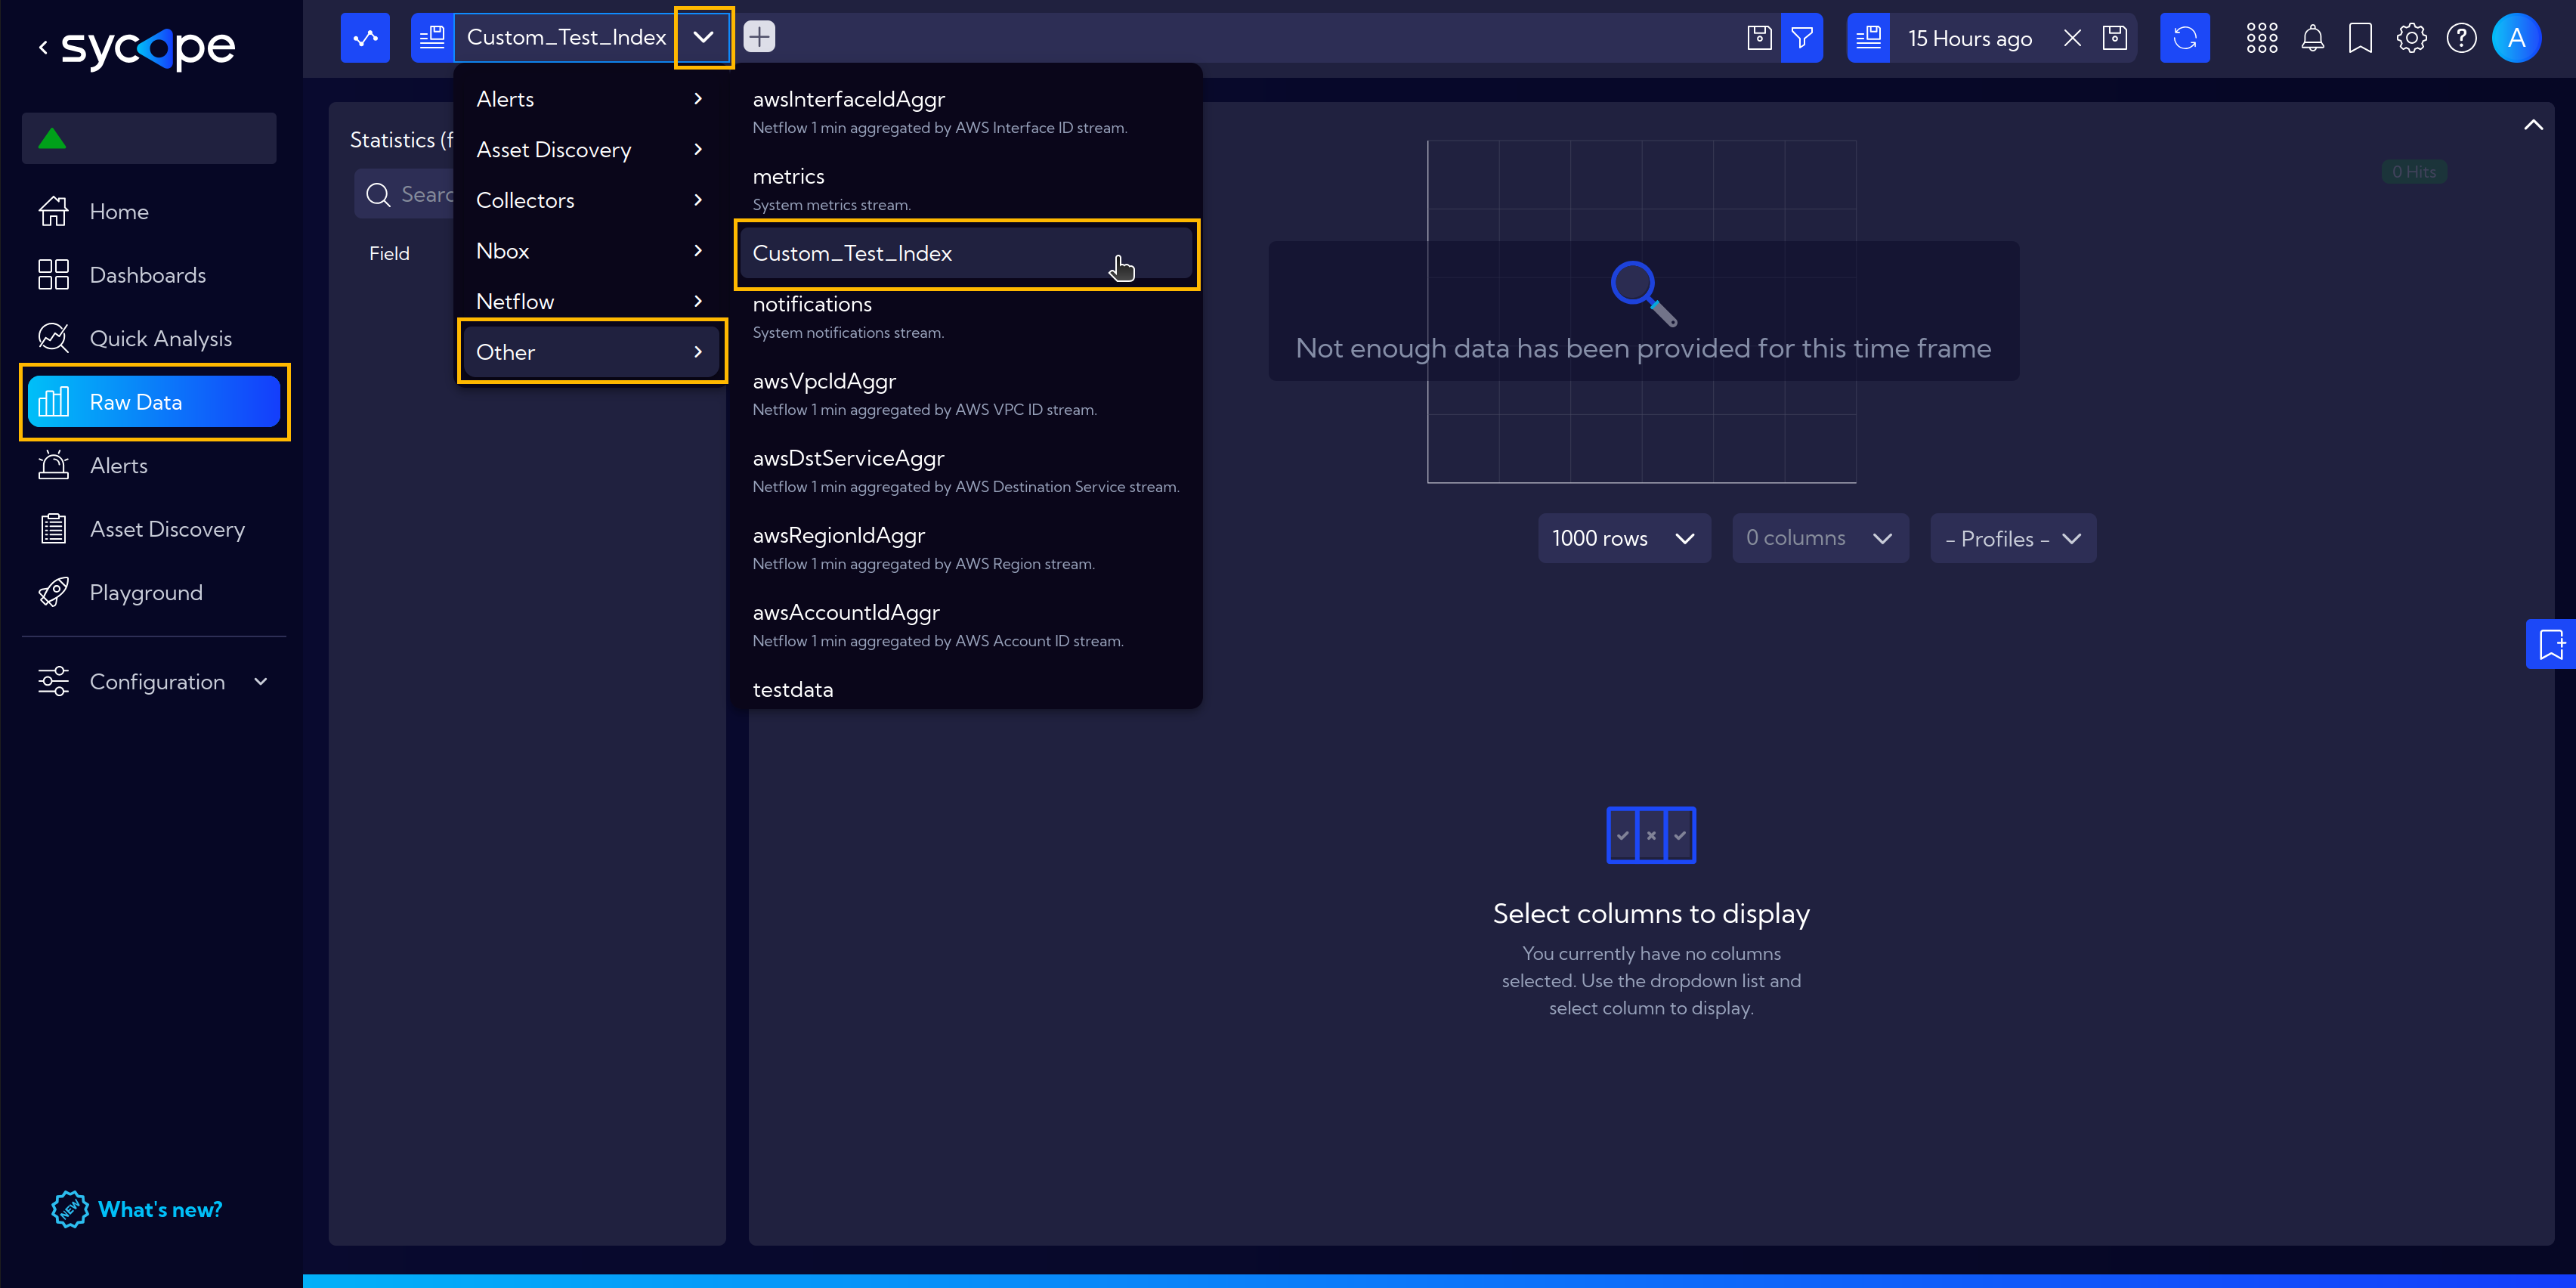 sycope
Home
Dashboards
Quick Analysis
Raw Data
Alerts
Asset Discovery
Playground
Configuration
NEW
What's new?
Custom_Test_Index
15 Hours ago
A
Statistics (f
Searc
Field
Alerts
Asset Discovery
Collectors
Nbox
Netflow
Other
awsInterfaceIdAggr
Netflow 1 min aggregated by AWS Interface ID stream.
metrics
System metrics stream.
Custom_Test_Index
notifications
System notifications stream.
awsVpcIdAggr
Netflow 1 min aggregated by AWS VPC ID stream.
awsDstServiceAggr
Netflow 1 min aggregated by AWS Destination Service stream.
awsRegionIdAggr
Netflow 1 min aggregated by AWS Region stream.
awsAccountIdAggr
Netflow 1 min aggregated by AWS Account ID stream.
testdata
0 Hits
Not enough data has been provided for this time frame
1000 rows
0 columns
- Profiles -
Select columns to display
You currently have no columns
selected. Use the dropdown list and
select column to display.